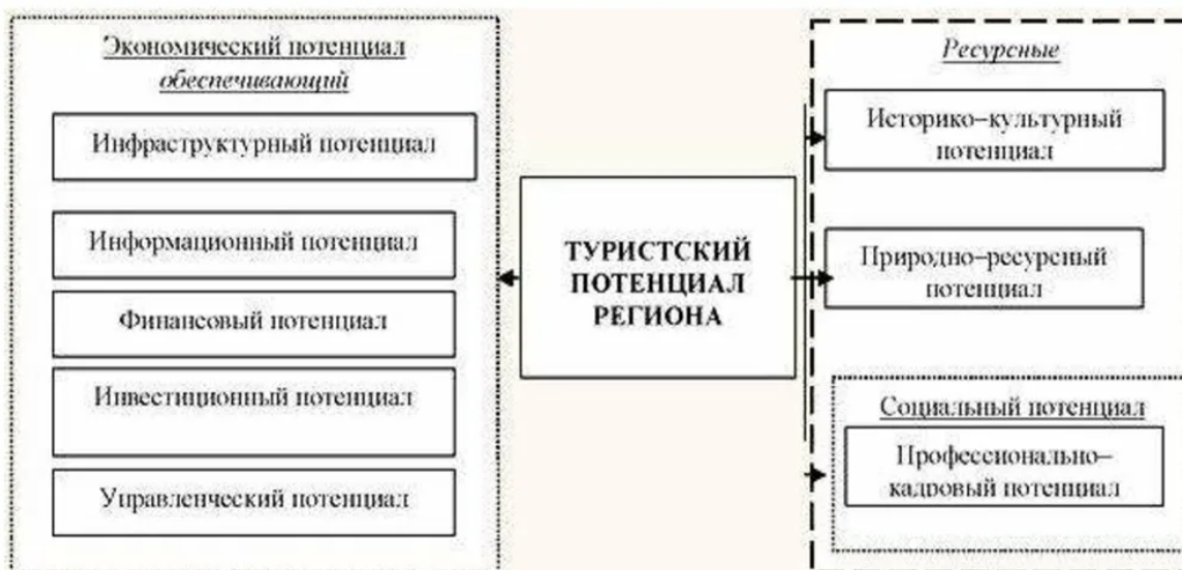 Экономический потенциал
обеспечивающий
Инфраструктурный потенциал
Информационный потенциал
Финансовый потенциал
Инвестиционный потенциал
Управленческий потенциал
ТУРИСТСКИЙ
ПОТЕНЦИАЛ
РЕГИОНА
Ресурсные
Историко–культурный
потенциал
Природно–ресурсный
потенциал
Социальный потенциал
Профессионально–
кадровый потенциал